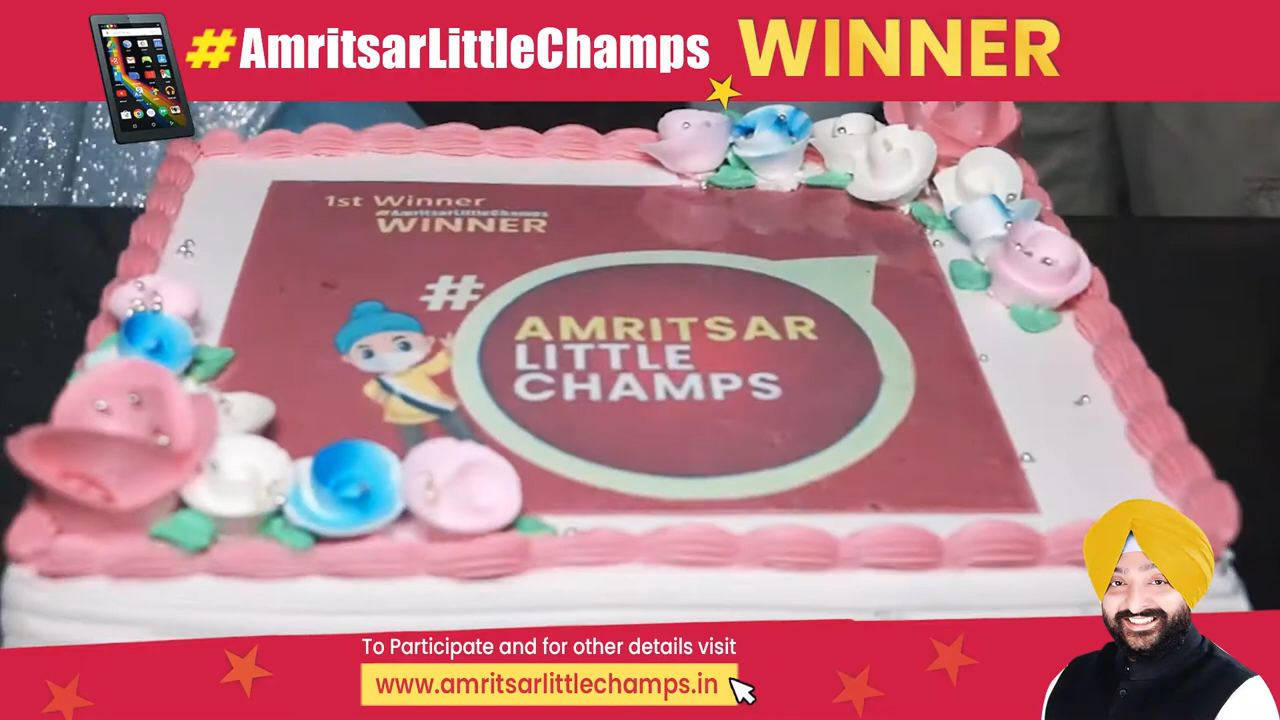 #AmritsarLittleChamps WINNER
1st Winner
#AmritsarLittleChamps
WINNER
#
AMRITSAR
LITTLE
CHAMPS
To Participate and for other details visit
www.amritsarlittlechamps.in